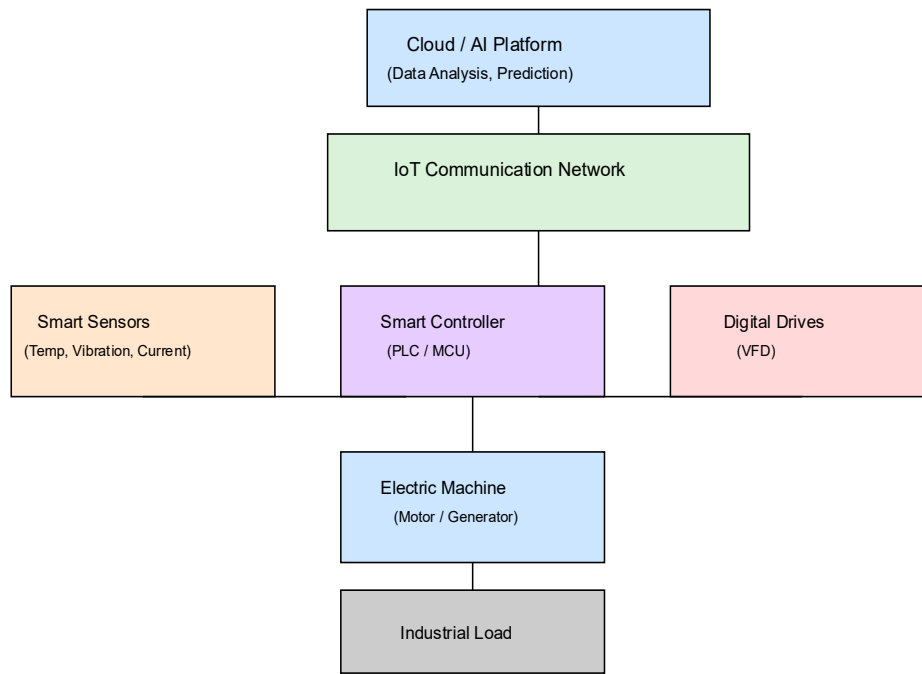 Cloud / AI Platform
(Data Analysis, Prediction)
IoT Communication Network
Smart Sensors
(Temp, Vibration, Current)
Smart Controller
(PLC / MCU)
Digital Drives
(VFD)
Electric Machine
(Motor / Generator)
Industrial Load